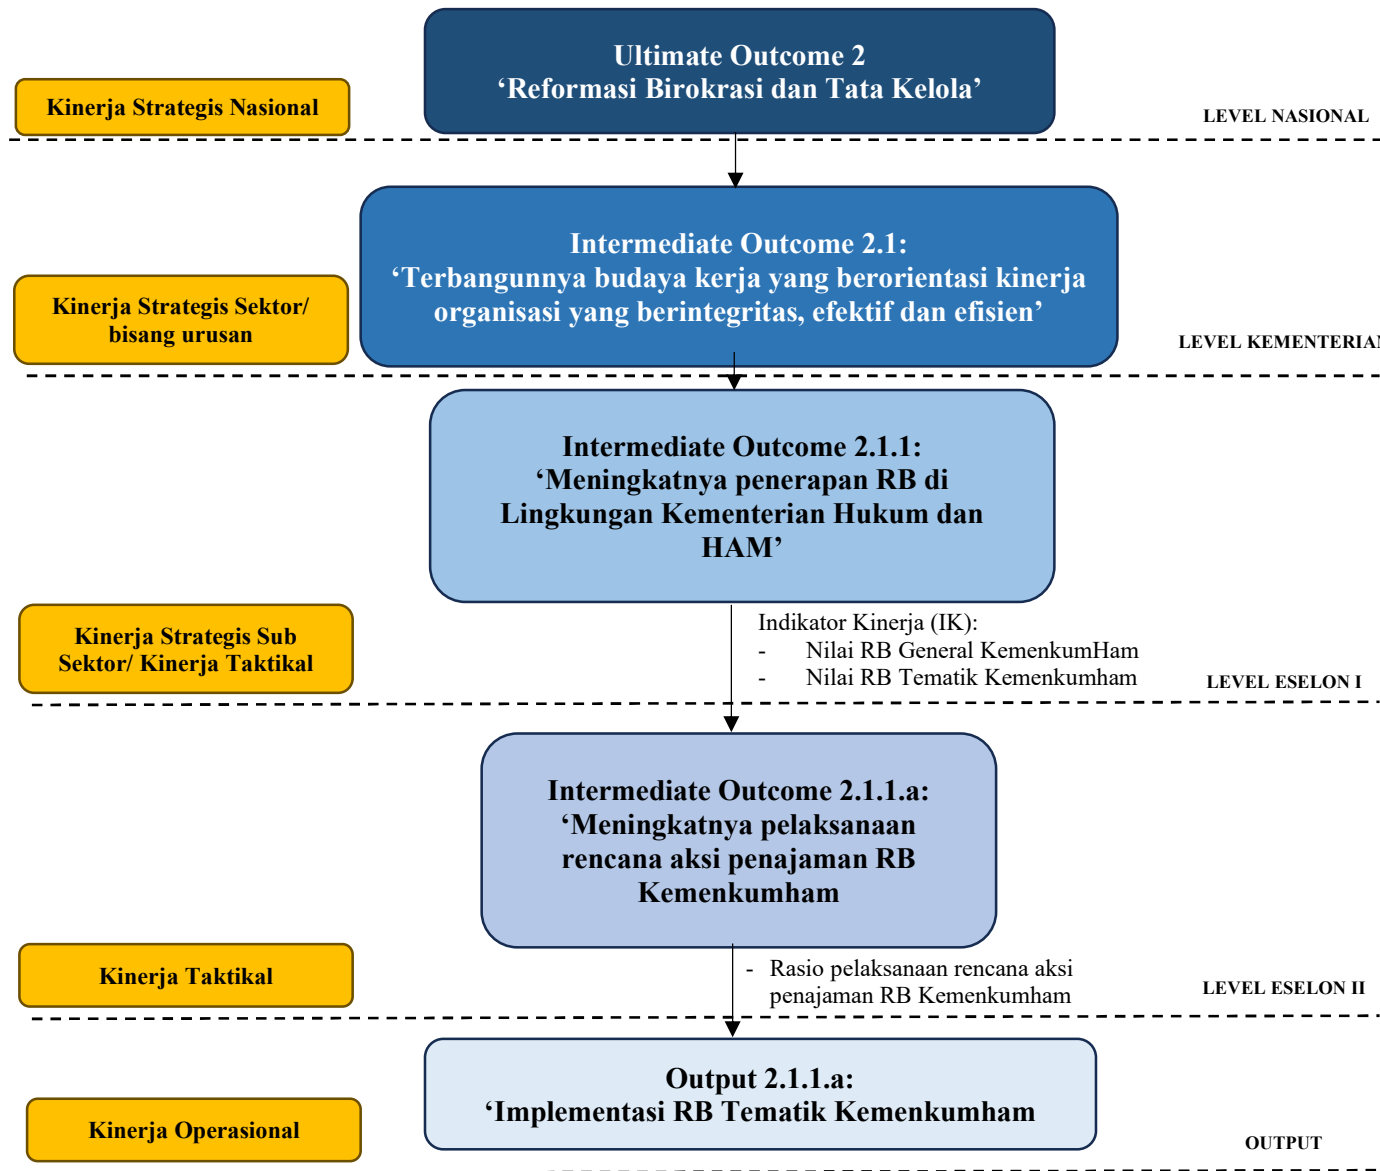 Ultimate Outcome 2
‘Reformasi Birokrasi dan Tata Kelola’
Kinerja Strategis Nasional
LEVEL NASIONAL
Intermediate Outcome 2.1:
‘Terbangunnya budaya kerja yang berorientasi kinerja
organisasi yang berintegritas, efektif dan efisien’
Kinerja Strategis Sektor/
bisang urusan
LEVEL KEMENTERIAN
Intermediate Outcome 2.1.1:
‘Meningkatnya penerapan RB di
Lingkungan Kementerian Hukum dan
HAM’
Kinerja Strategis Sub
Sektor/ Kinerja Taktikal
Indikator Kinerja (IK):
- Nilai RB General KemenkumHam
- Nilai RB Tematik Kemenkumham
LEVEL ESELON I
Intermediate Outcome 2.1.1.a:
‘Meningkatnya pelaksanaan
rencana aksi penajaman RB
Kemenkumham
Kinerja Taktikal
- Rasio pelaksanaan rencana aksi
penajaman RB Kemenkumham
LEVEL ESELON II
Output 2.1.1.a:
‘Implementasi RB Tematik Kemenkumham
Kinerja Operasional
OUTPUT